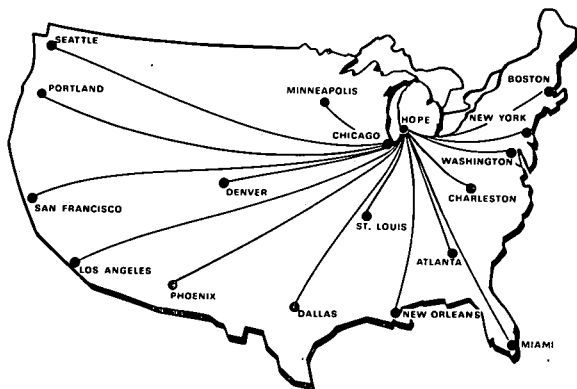 SEATTLE
BOSTON
PORTLAND
MINNEAPOLIS
HOPE
NEW YORK
CHICAGO
WASHINGTON
DENVER
CHARLESTON
SAN FRANCISCO
ST. LOUIS
ATLANTA
LOS ANGELES
PHOENIX
DALLAS
NEW ORLEANS
MIAMI